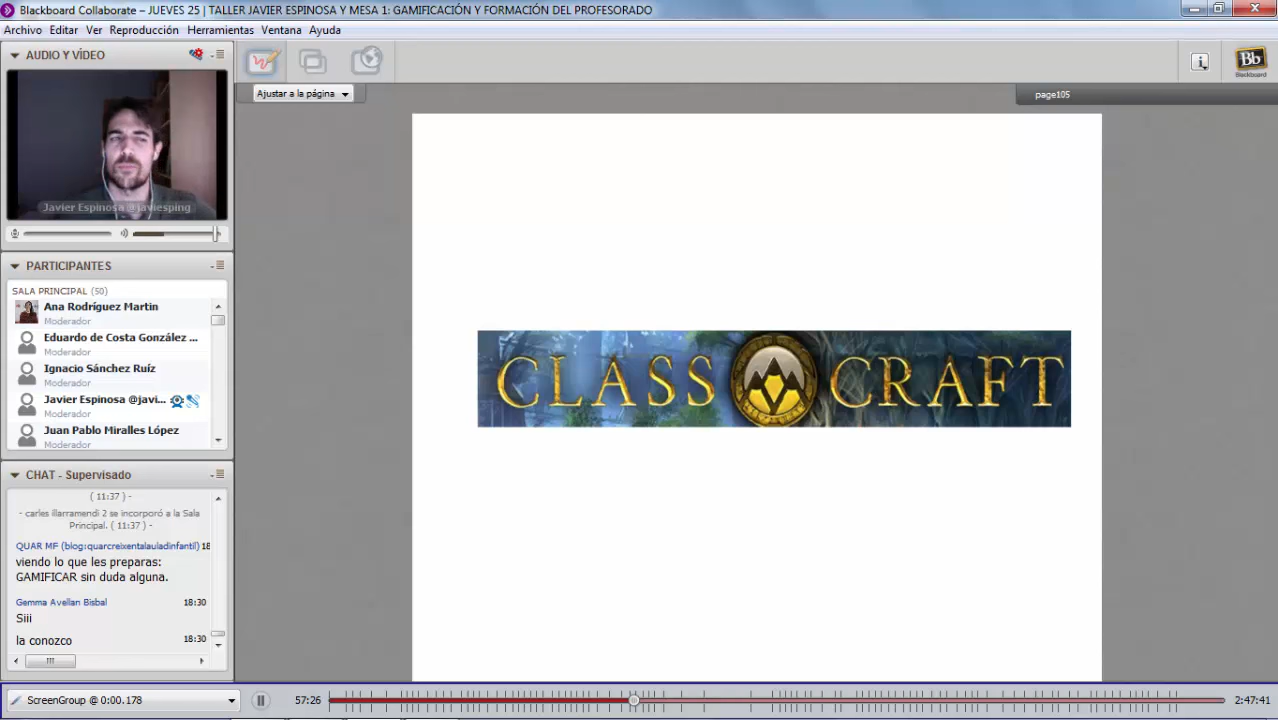 Blackboard Collaborate – JUEVES 25 | TALLER JAVIER ESPINOSA Y MESA 1: GAMIFICACIÓN Y FORMACIÓN DEL PROFESORADO
Archivo Editar Ver Reproducción Herramientas Ventana Ayuda
AUDIO Y VÌDEO
Ajustar a la página
page105
i
Bb
Blackboard
Javier Espinosa @javiesping
PARTICIPANTES
SALA PRINCIPAL (50)
Ana Rodríguez Martin
Moderador
Eduardo de Costa González ...
Moderador
Ignacio Sánchez Ruíz
Moderador
Javier Espinosa @javi...
Moderador
Juan Pablo Miralles López
Moderador
CLASS CRAFT
CHAT - Supervisado
( 11:37 ) -
- carles illarramendi 2 se incorporó a la Sala
Principal. ( 11:37 ) -
QUAR MF (blog:quarcreixentalauladinfantil) 18
viendo lo que les preparas:
GAMIFICAR sin duda alguna.
Gemma Avellan Bisbal 18:30
Siii
la conozco 18:30
ScreenGroup @ 0:00.178
57:26
2:47:41